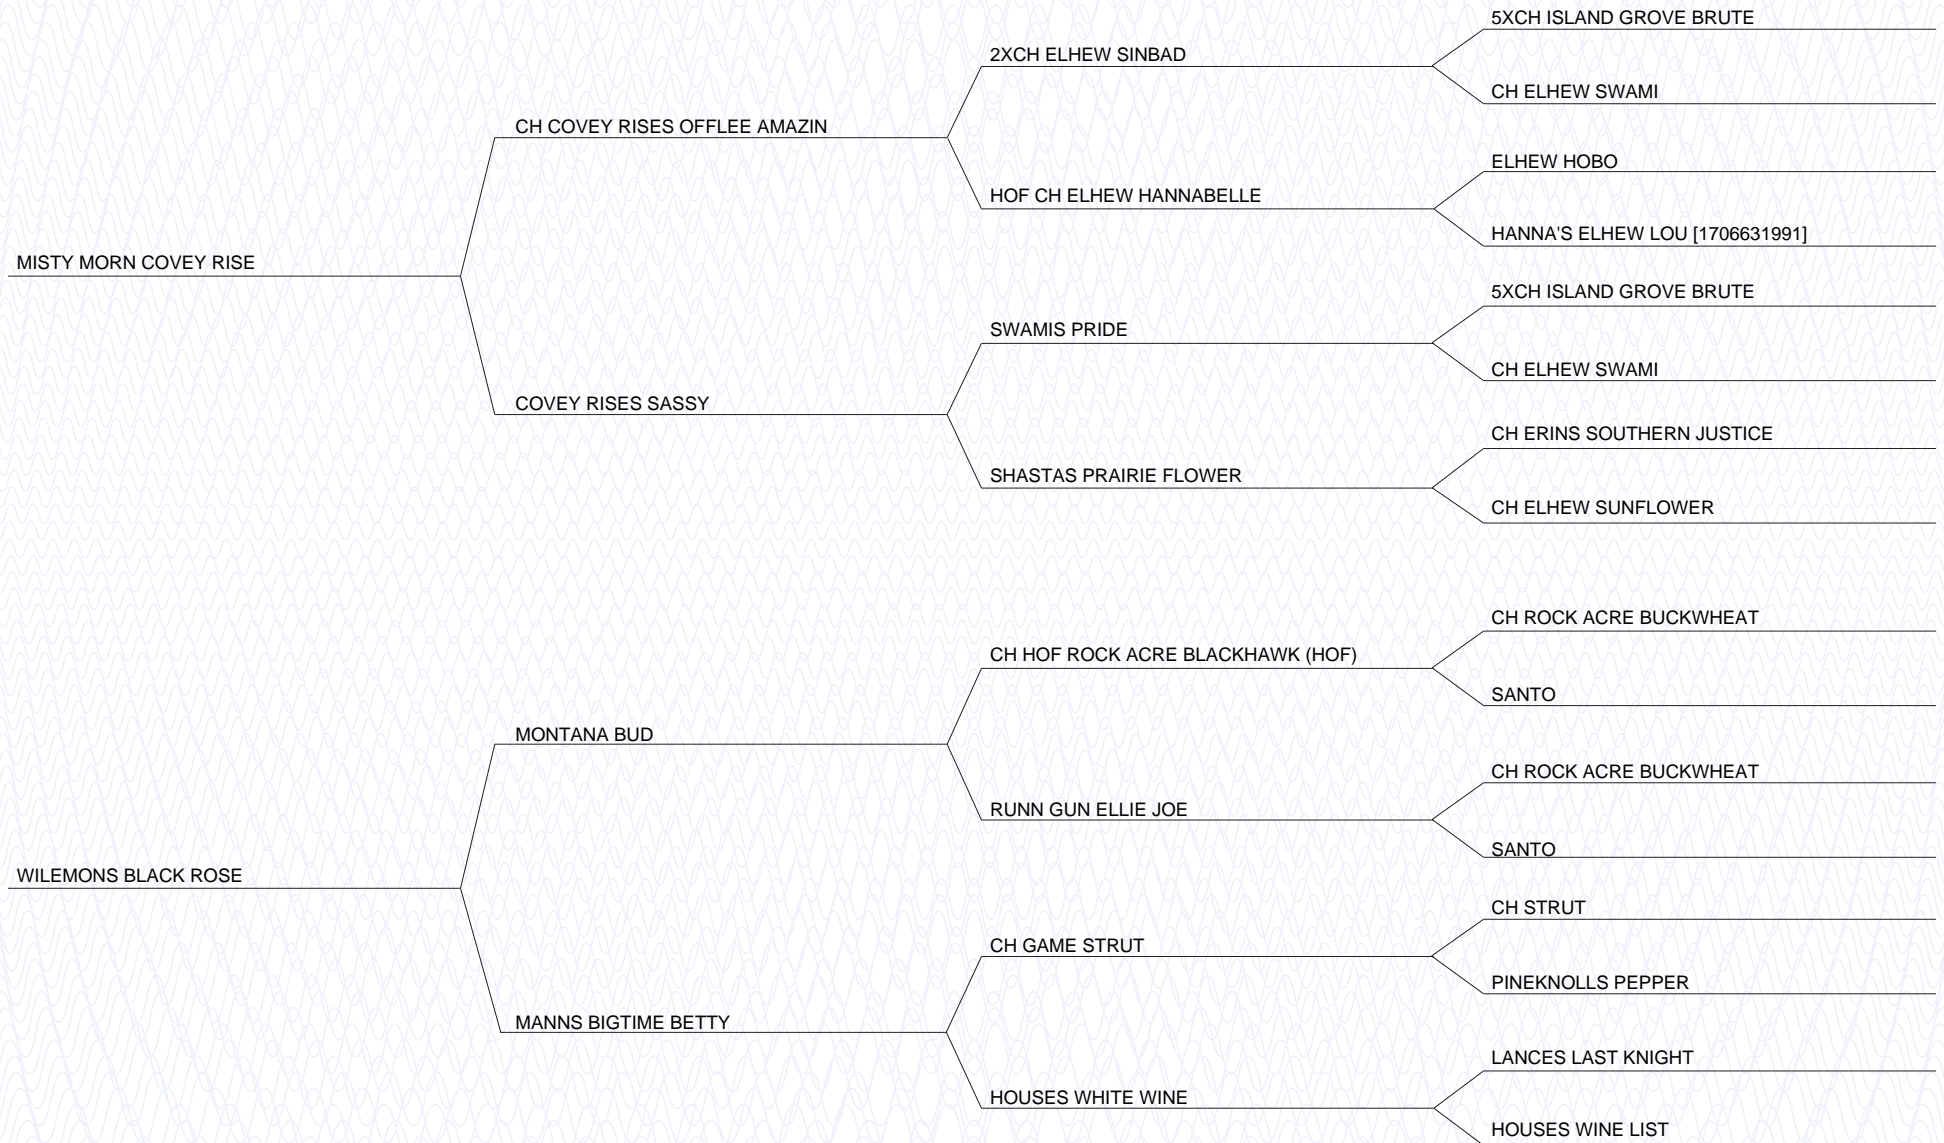 5XCH ISLAND GROVE BRUTE
2XCH ELHEW SINBAD
CH ELHEW SWAMI
CH COVEY RISES OFFLEE AMAZIN
ELHEW HOBO
HOF CH ELHEW HANNABELLE
HANNA'S ELHEW LOU [1706631991]
MISTY MORN COVEY RISE
5XCH ISLAND GROVE BRUTE
SWAMIS PRIDE
CH ELHEW SWAMI
COVEY RISES SASSY
CH ERINS SOUTHERN JUSTICE
SHASTAS PRAIRIE FLOWER
CH ELHEW SUNFLOWER
CH ROCK ACRE BUCKWHEAT
CH HOF ROCK ACRE BLACKHAWK (HOF)
SANTO
MONTANA BUD
CH ROCK ACRE BUCKWHEAT
RUNN GUN ELLIE JOE
SANTO
WILEMONS BLACK ROSE
CH STRUT
CH GAME STRUT
PINEKNOLLS PEPPER
MANNS BIGTIME BETTY
LANCES LAST KNIGHT
HOUSES WHITE WINE
HOUSES WINE LIST